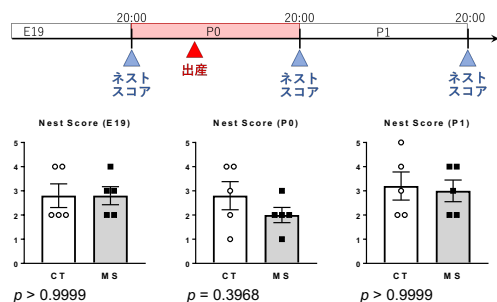 20:00 20:00 20:00
E19 P0 P1
出産
ネスト
スコア
ネスト
スコア
ネスト
スコア
Nest Score (E19)
5
4
3
2
1
0
CT MS
p > 0.9999
Nest Score (P0)
5
4
3
2
1
0
CT MS
p = 0.3968
Nest Score (P1)
5
4
3
2
1
0
CT MS
p > 0.9999